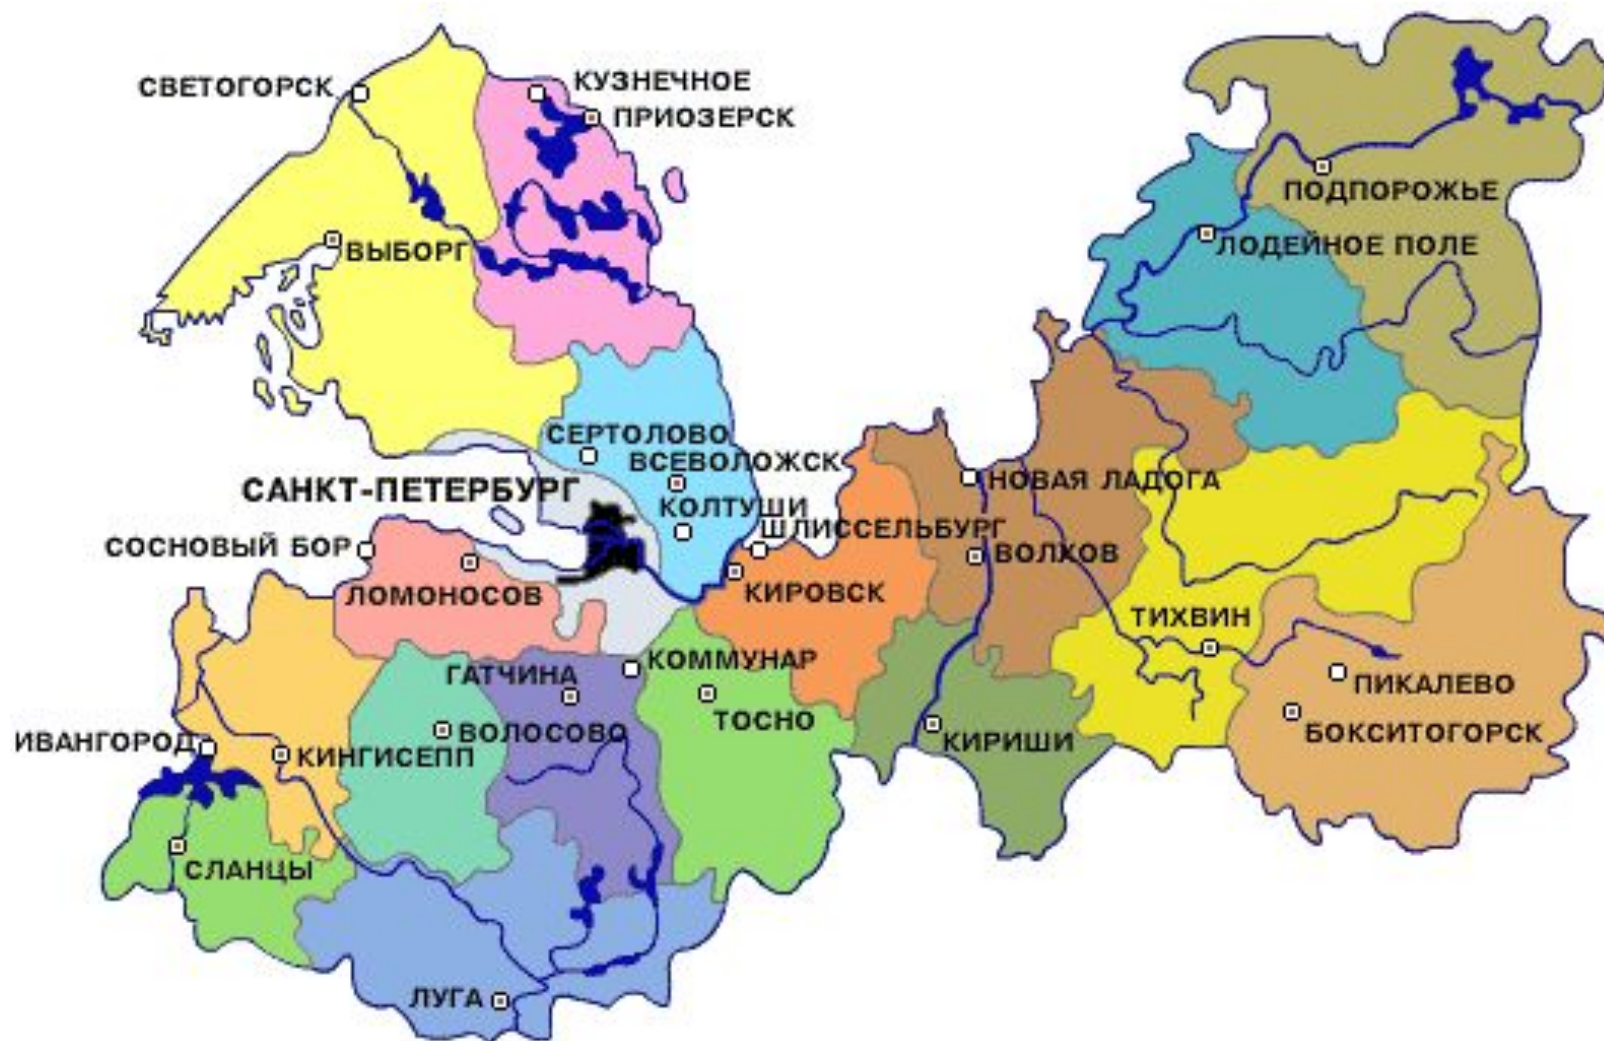 СВЕТОГОРСК
КУЗНЕЧНОЕ
ПРИОЗЕРСК
ПОДПОРОЖЬЕ
ВЫБОРГ
ЛОДЕЙНОЕ ПОЛЕ
СЕРТОЛОВО
ВСЕВОЛОЖСК
НОВАЯ ЛАДОГА
САНКТ-ПЕТЕРБУРГ
КОЛТУШИ
ШЛИССЕЛЬБУРГ
СОСНОВЫЙ БОР
ВОЛХОВ
ЛОМОНОСОВ
КИРОВСК
ТИХВИН
КОММУНАР
ГАТЧИНА
ПИКАЛЕВО
ТОСНО
БОКСИТОГОРСК
ВОЛОСОВО
КИРИШИ
ИВАНГОРОД
КИНГИСЕПП
СЛАНЦЫ
ЛУГА